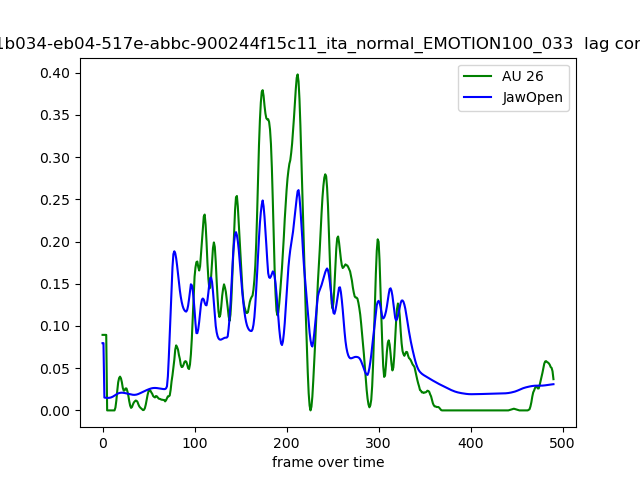 1b034-eb04-517e-abbc-900244f15c11_ita_normal_EMOTION100_033 lag cor
AU 26
JawOpen
0.40
0.35
0.30
0.25
0.20
0.15
0.10
0.05
0.00
0 100 200 300 400 500
frame over time